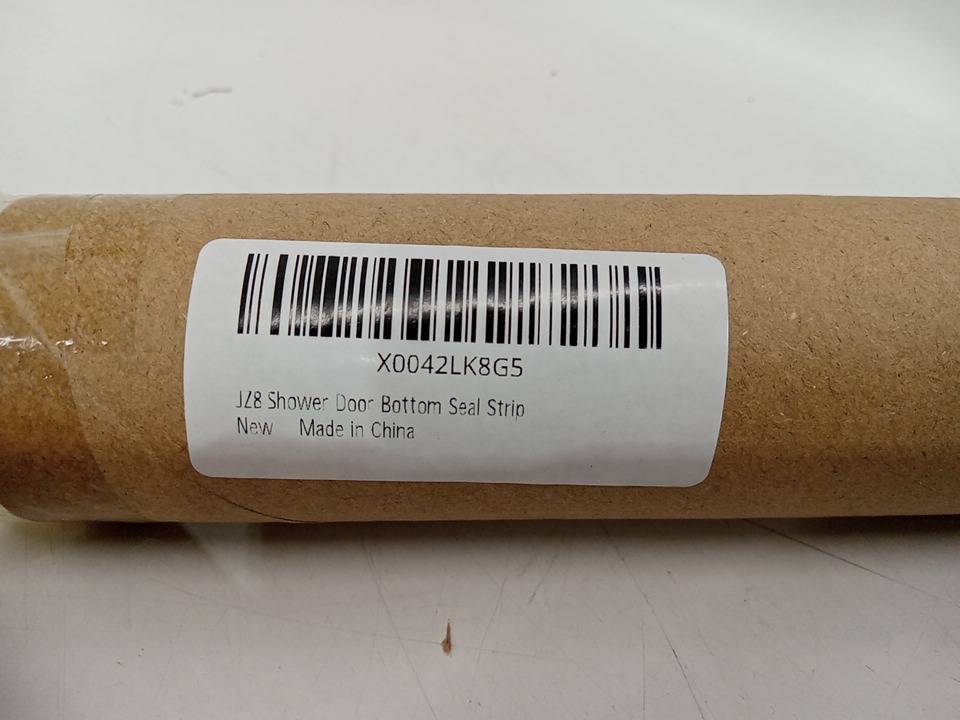 X0042LK8G5
JZ8 Shower Door Bottom Seal Strip
New Made in China